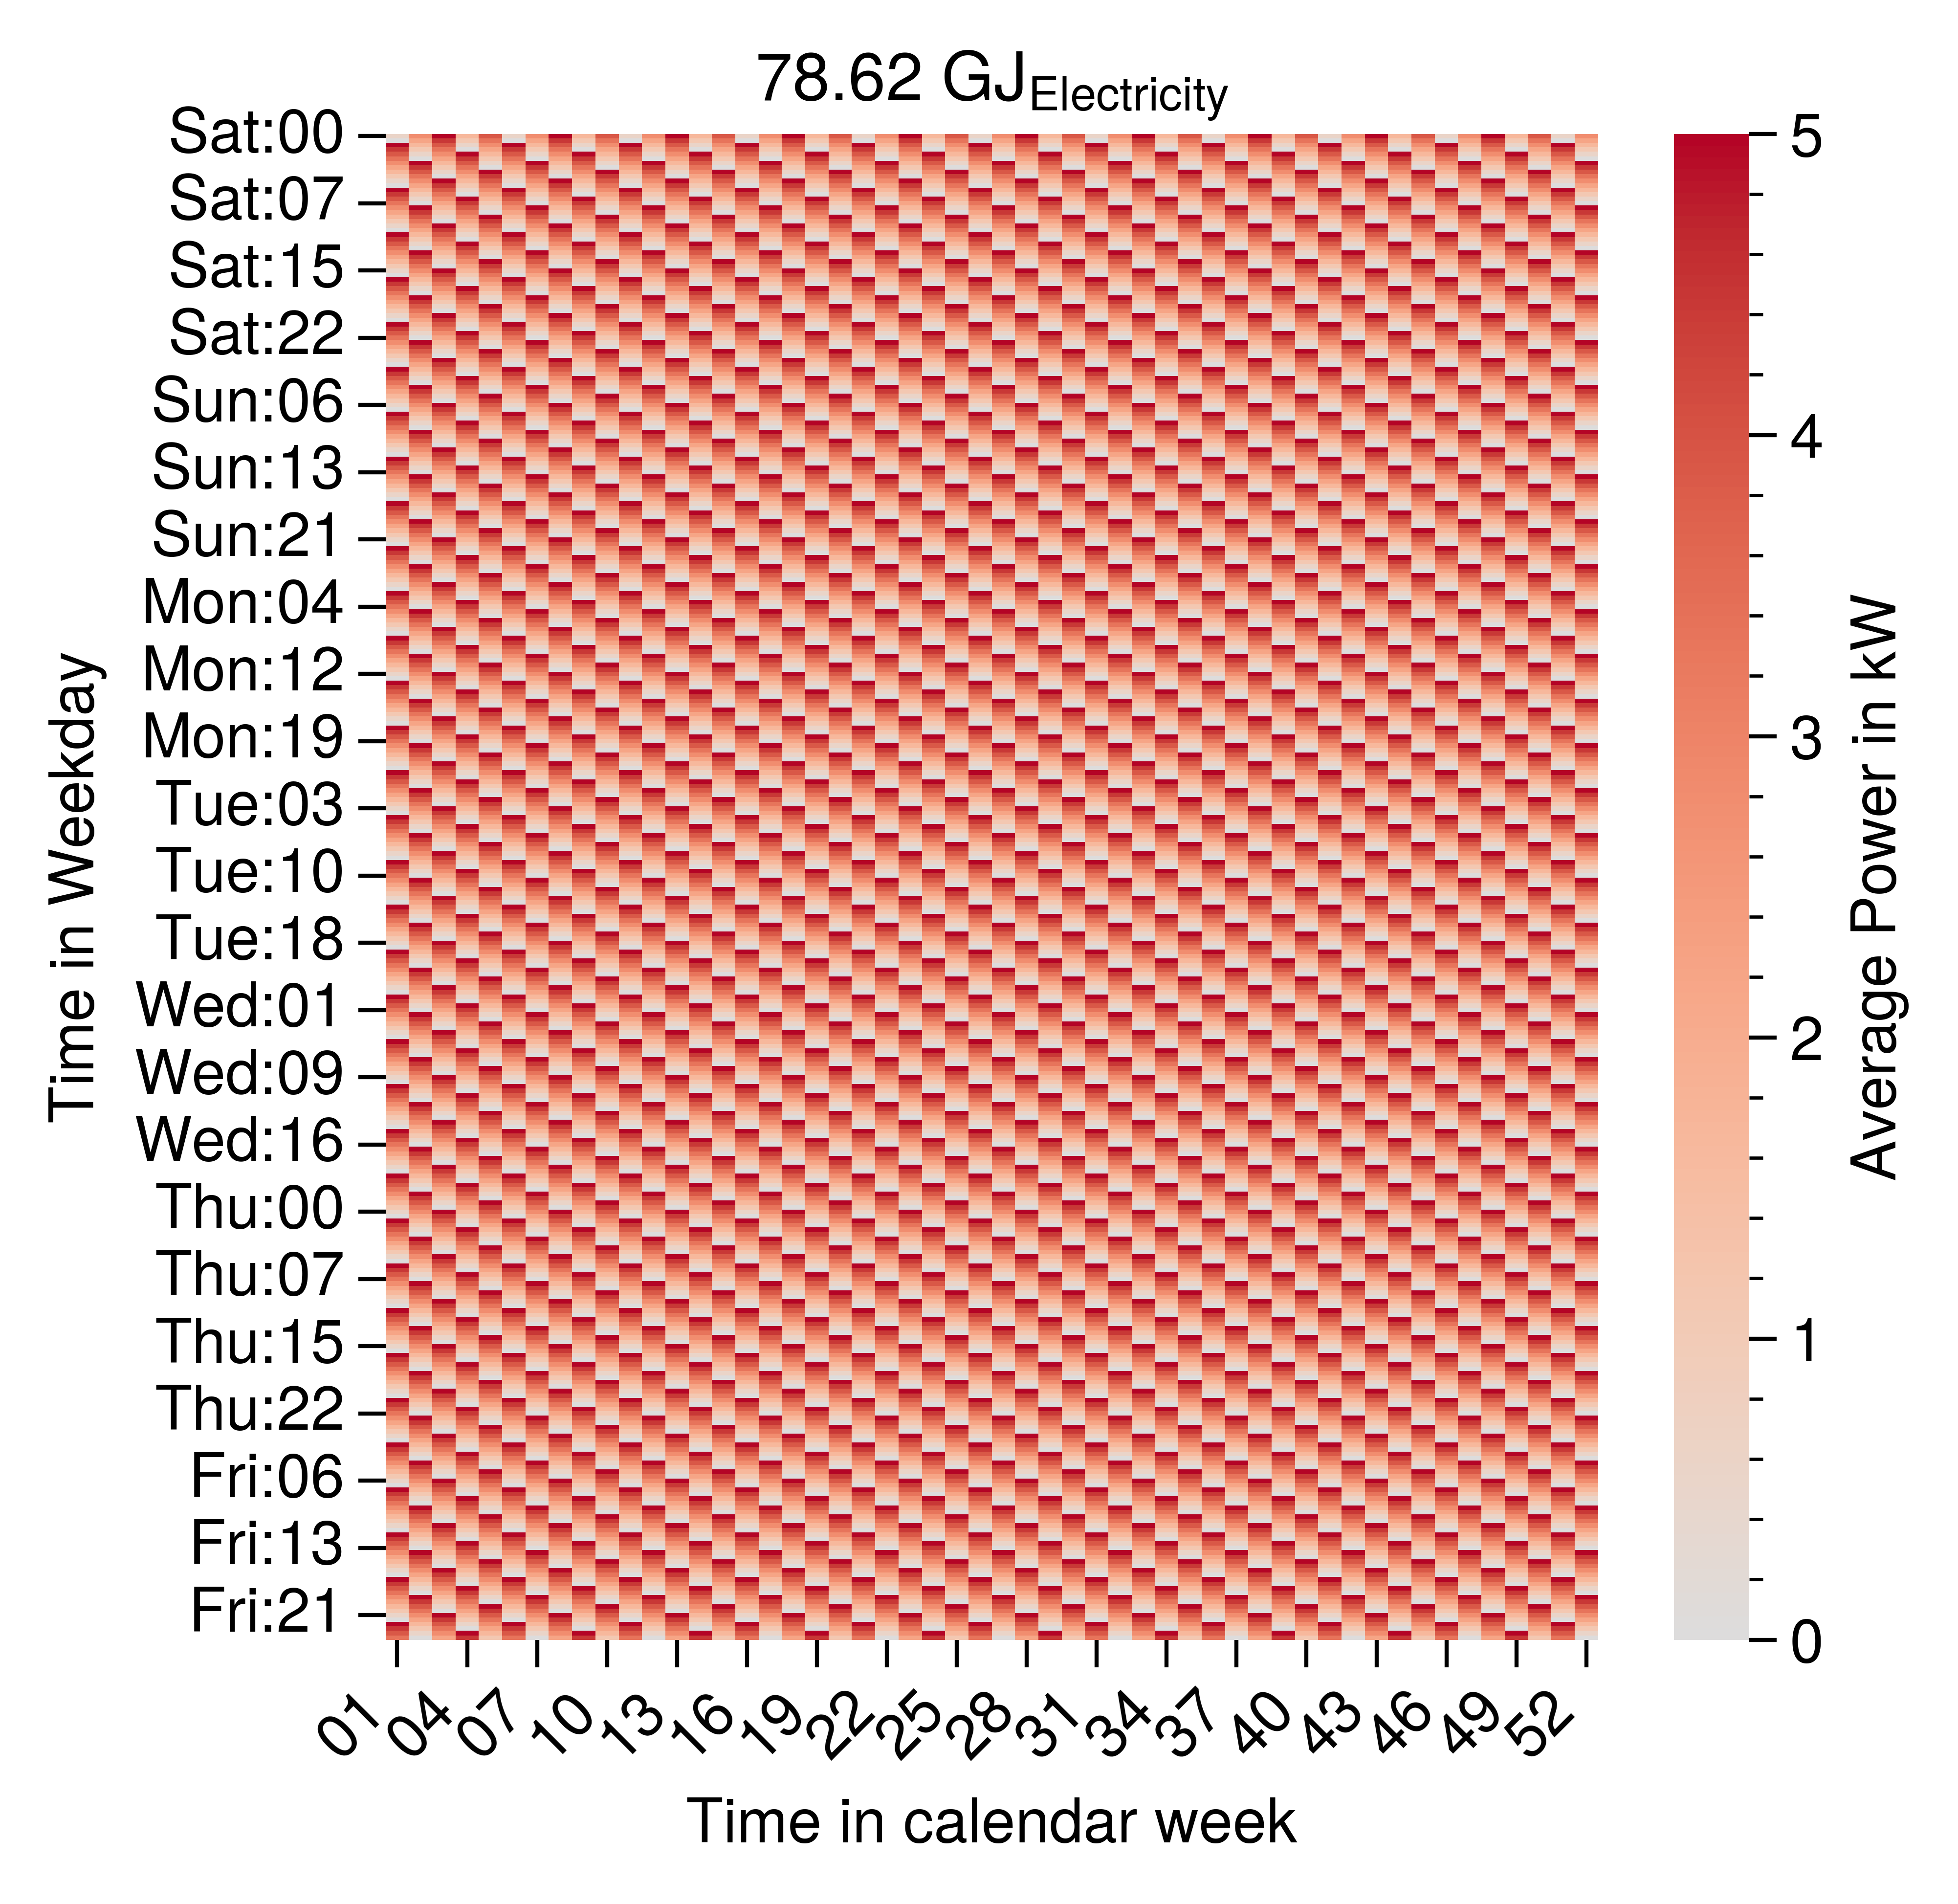 78.62 GJElectricity
Sat:00
Sat:07
Sat:15
Sat:22
Sun:06
Sun:13
Sun:21
Mon:04
Mon:12
Mon:19
Tue:03
Tue:10
Tue:18
Wed:01
Wed:09
Wed:16
Thu:00
Thu:07
Thu:15
Thu:22
Fri:06
Fri:13
Fri:21
Time in Weekday
01 04 07 10 13 16 19 22 25 28 31 34 37 40 43 46 49 52
Time in calendar week
5
4
3
2
1
0
Average Power in kW